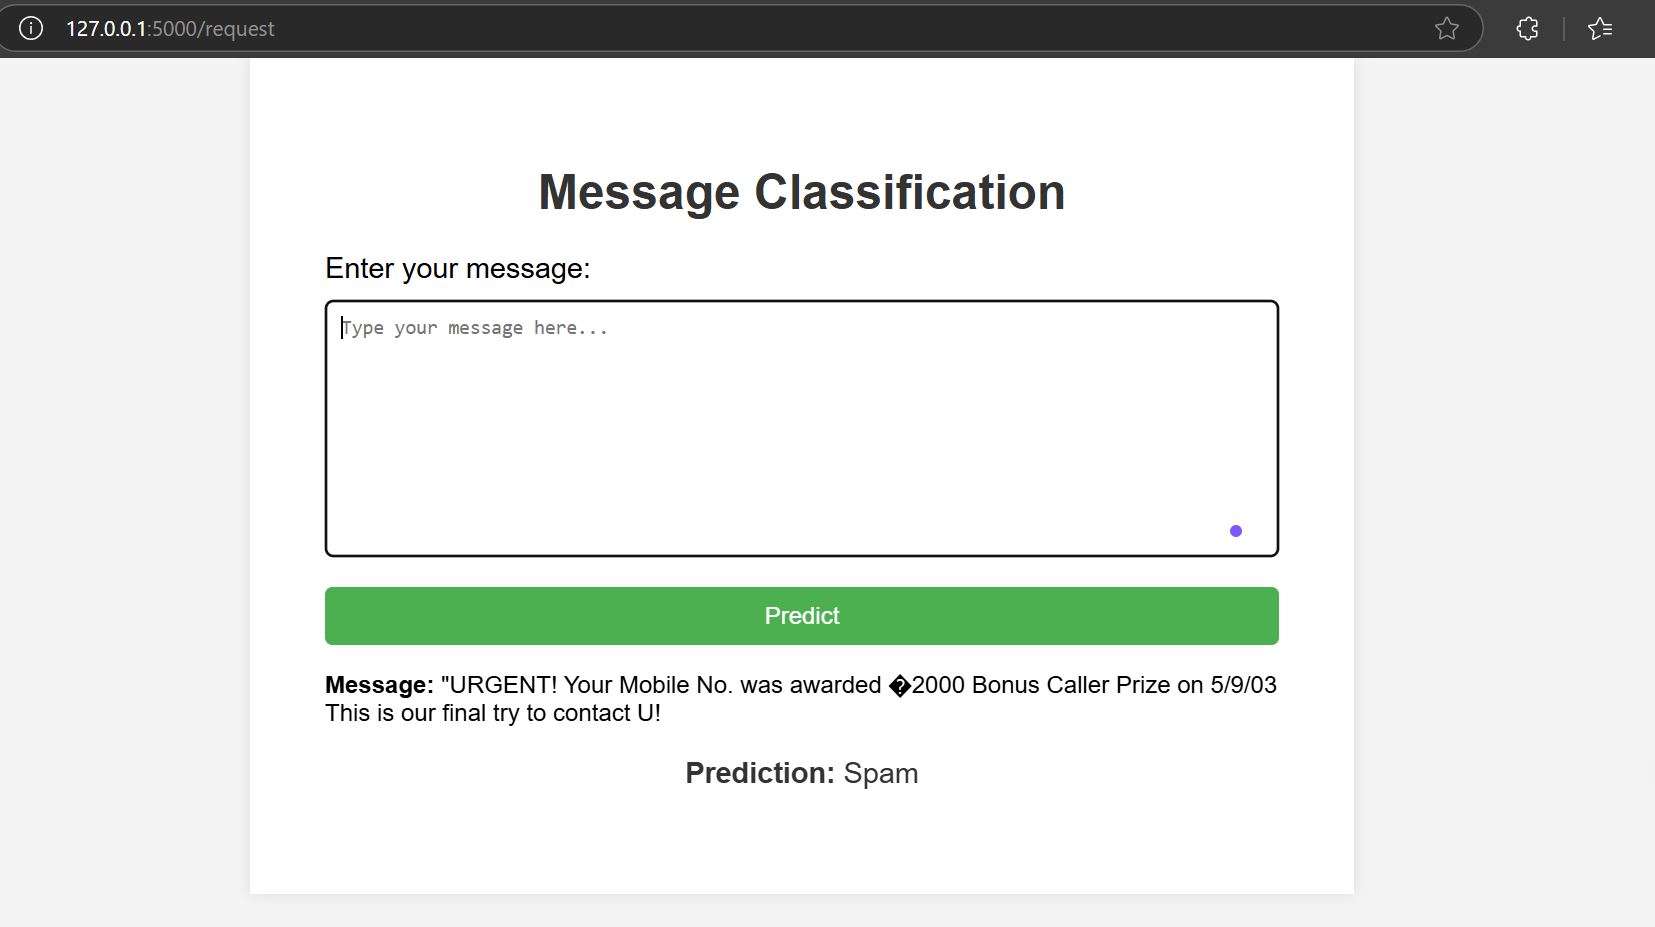 127.0.0.1:5000/request
Message Classification
Enter your message:
Type your message here...
Predict
Message: "URGENT! Your Mobile No. was awarded �2000 Bonus Caller Prize on 5/9/03
This is our final try to contact U!
Prediction: Spam